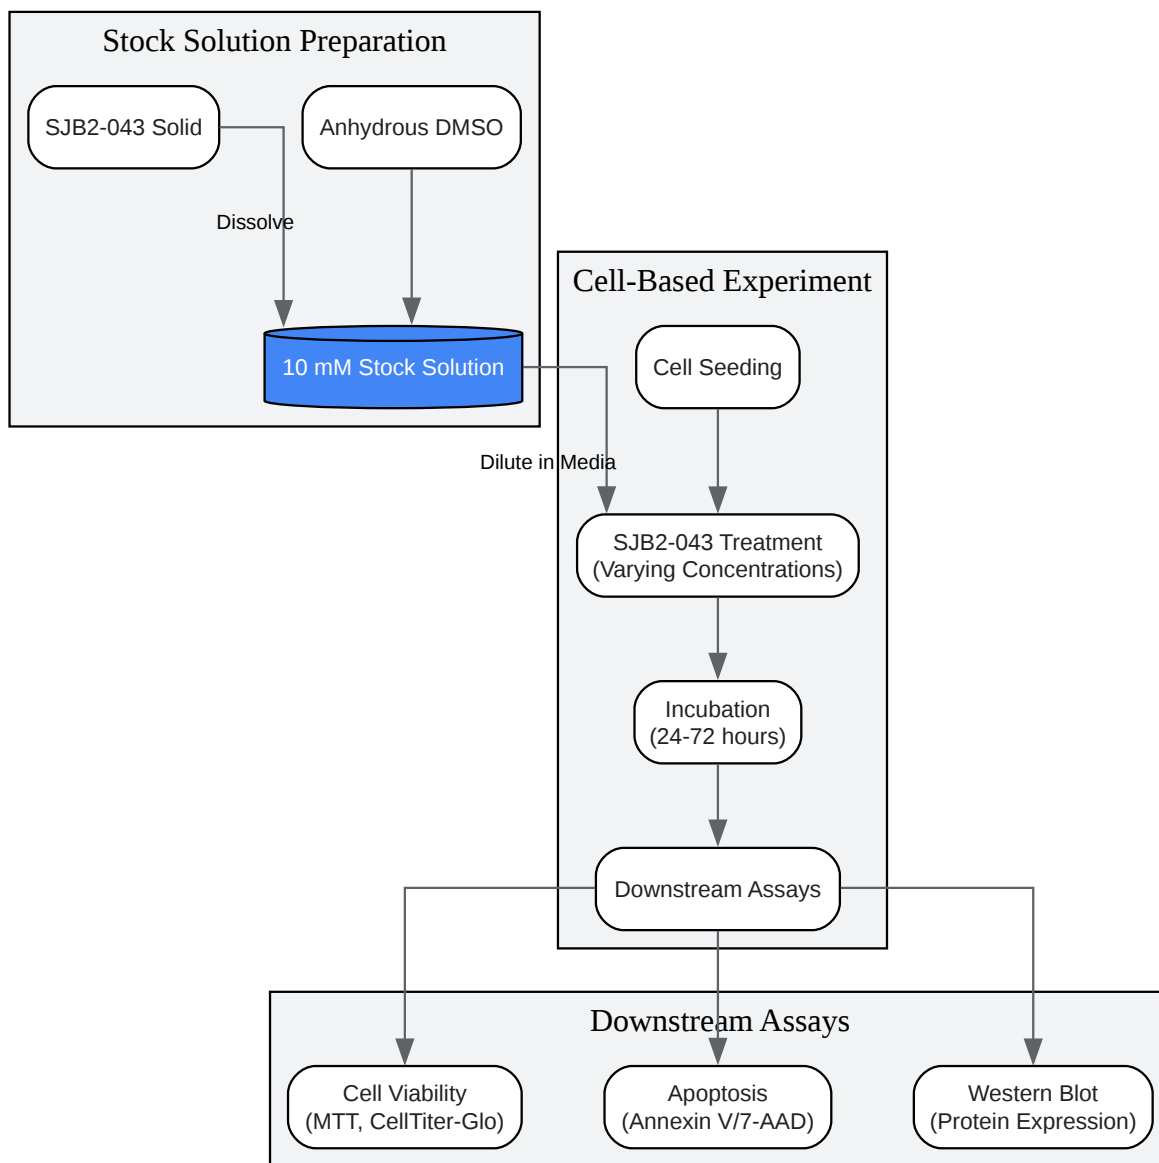 Stock Solution Preparation
SJB2-043 Solid
Anhydrous DMSO
Dissolve
10 mM Stock Solution
Cell-Based Experiment
Cell Seeding
Dilute in Media
SJB2-043 Treatment
(Varying Concentrations)
Incubation
(24-72 hours)
Downstream Assays
Downstream Assays
Cell Viability
(MTT, CellTiter-Glo)
Apoptosis
(Annexin V/7-AAD)
Western Blot
(Protein Expression)